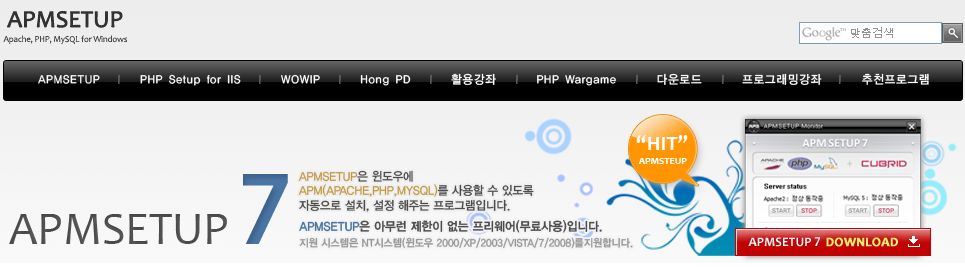 APMSETUP
Apache, PHP, MySQL for Windows
Google™ 맞춤검색
APMSETUP | PHP Setup for IIS | WOWIP | Hong PD | 활용강좌 | PHP Wargame | 다운로드 | 프로그래밍강좌 | 추천프로그램
APMSETUP 7
APMSETUP은 윈도우에
APM(APACHE,PHP,MYSQL)를 사용할 수 있도록
자동으로 설치, 설정 해주는 프로그램입니다.
APMSETUP은 아무런 제한이 없는 프리웨어(무료사용)입니다.
지원 시스템은 NT시스템(윈도우 2000/XP/2003/VISTA/7/2008)를지원합니다.
“HIT”
APMSTEUP
APMSETUP Monitor
APM SETUP 7
APACHE php MySQL + CUBRID
Server status
Apache2 : 정상 동작중 MySQL 5 : 정상 동작중
START STOP START STOP
APMSETUP 7 DOWNLOAD